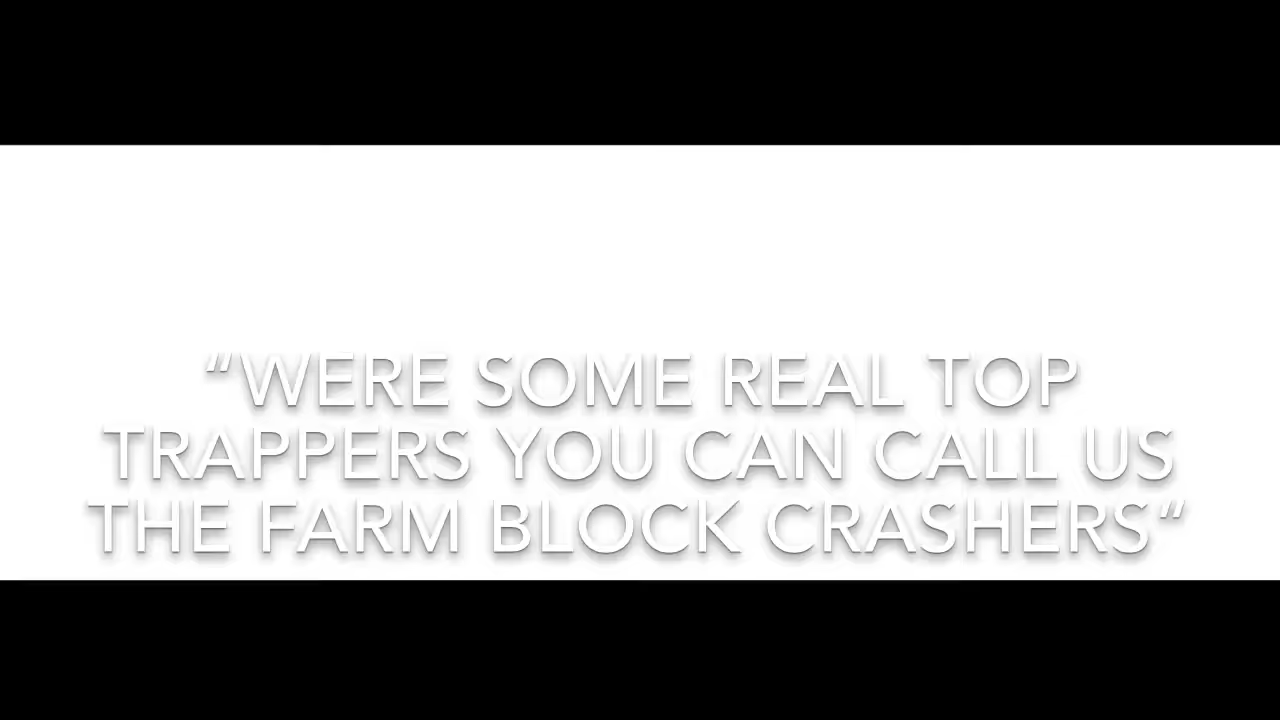 “WERE SOME REAL TOP
TRAPPERS YOU CAN CALL US
THE FARM BLOCK CRASHERS“